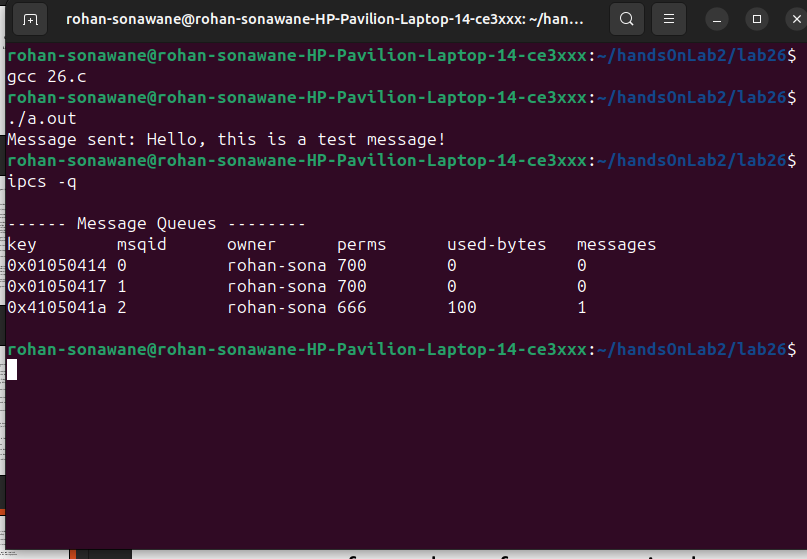 rohan-sonawane@rohan-sonawane-HP-Pavilion-Laptop-14-ce3xxx: ~/han...
rohan-sonawane@rohan-sonawane-HP-Pavilion-Laptop-14-ce3xxx:~/handsOnLab2/lab26$
gcc 26.c
rohan-sonawane@rohan-sonawane-HP-Pavilion-Laptop-14-ce3xxx:~/handsOnLab2/lab26$
./a.out
Message sent: Hello, this is a test message!
rohan-sonawane@rohan-sonawane-HP-Pavilion-Laptop-14-ce3xxx:~/handsOnLab2/lab26$
ipcs -q
------ Message Queues --------
key        msqid      owner      perms      used-bytes   messages
0x01050414 0          rohan-sona 700        0            0
0x01050417 1          rohan-sona 700        0            0
0x4105041a 2          rohan-sona 666        100          1
rohan-sonawane@rohan-sonawane-HP-Pavilion-Laptop-14-ce3xxx:~/handsOnLab2/lab26$